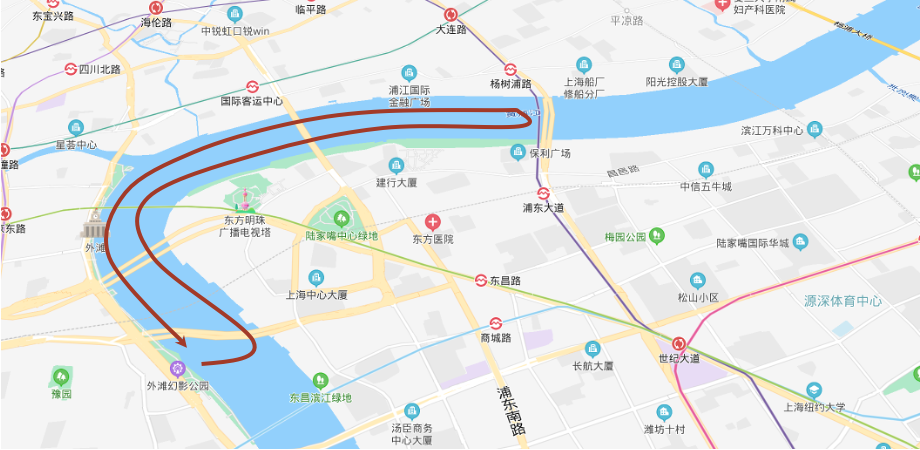 东宝兴路
海伦路
临平路
大连路
平凉路
妇产科医院
中锐虹口锐win
四川北路
浦江国际
金融广场
国际客运中心
杨树浦路
上海船厂
修船分厂
阳光控股大厦
星荟中心
滨江万科中心
保利广场
建行大厦
昌邑路
中信五牛城
浦东大道
东方明珠
广播电视塔
陆家嘴中心绿地
东方医院
梅园公园
陆家嘴国际华城
外滩
东昌路
上海中心大厦
松山小区
源深体育中心
商城路
长航大厦
世纪大道
外滩幻影公园
豫园
东昌滨江绿地
浦东南路
汤臣商务
中心大厦
潍坊十村
上海纽约大学